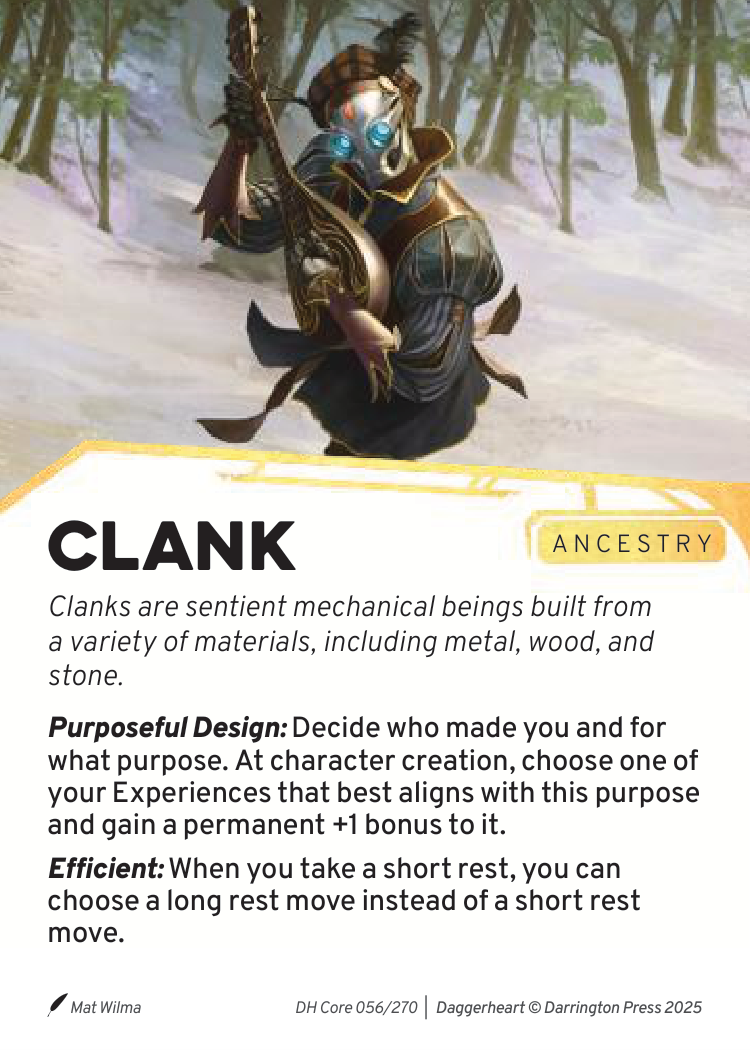 CLANK
ANCESTRY
Clanks are sentient mechanical beings built from
a variety of materials, including metal, wood, and
stone.
Purposeful Design: Decide who made you and for
what purpose. At character creation, choose one of
your Experiences that best aligns with this purpose
and gain a permanent +1 bonus to it.
Efficient: When you take a short rest, you can
choose a long rest move instead of a short rest
move.
Mat Wilma
DH Core 056/270 | Daggerheart © Darrington Press 2025